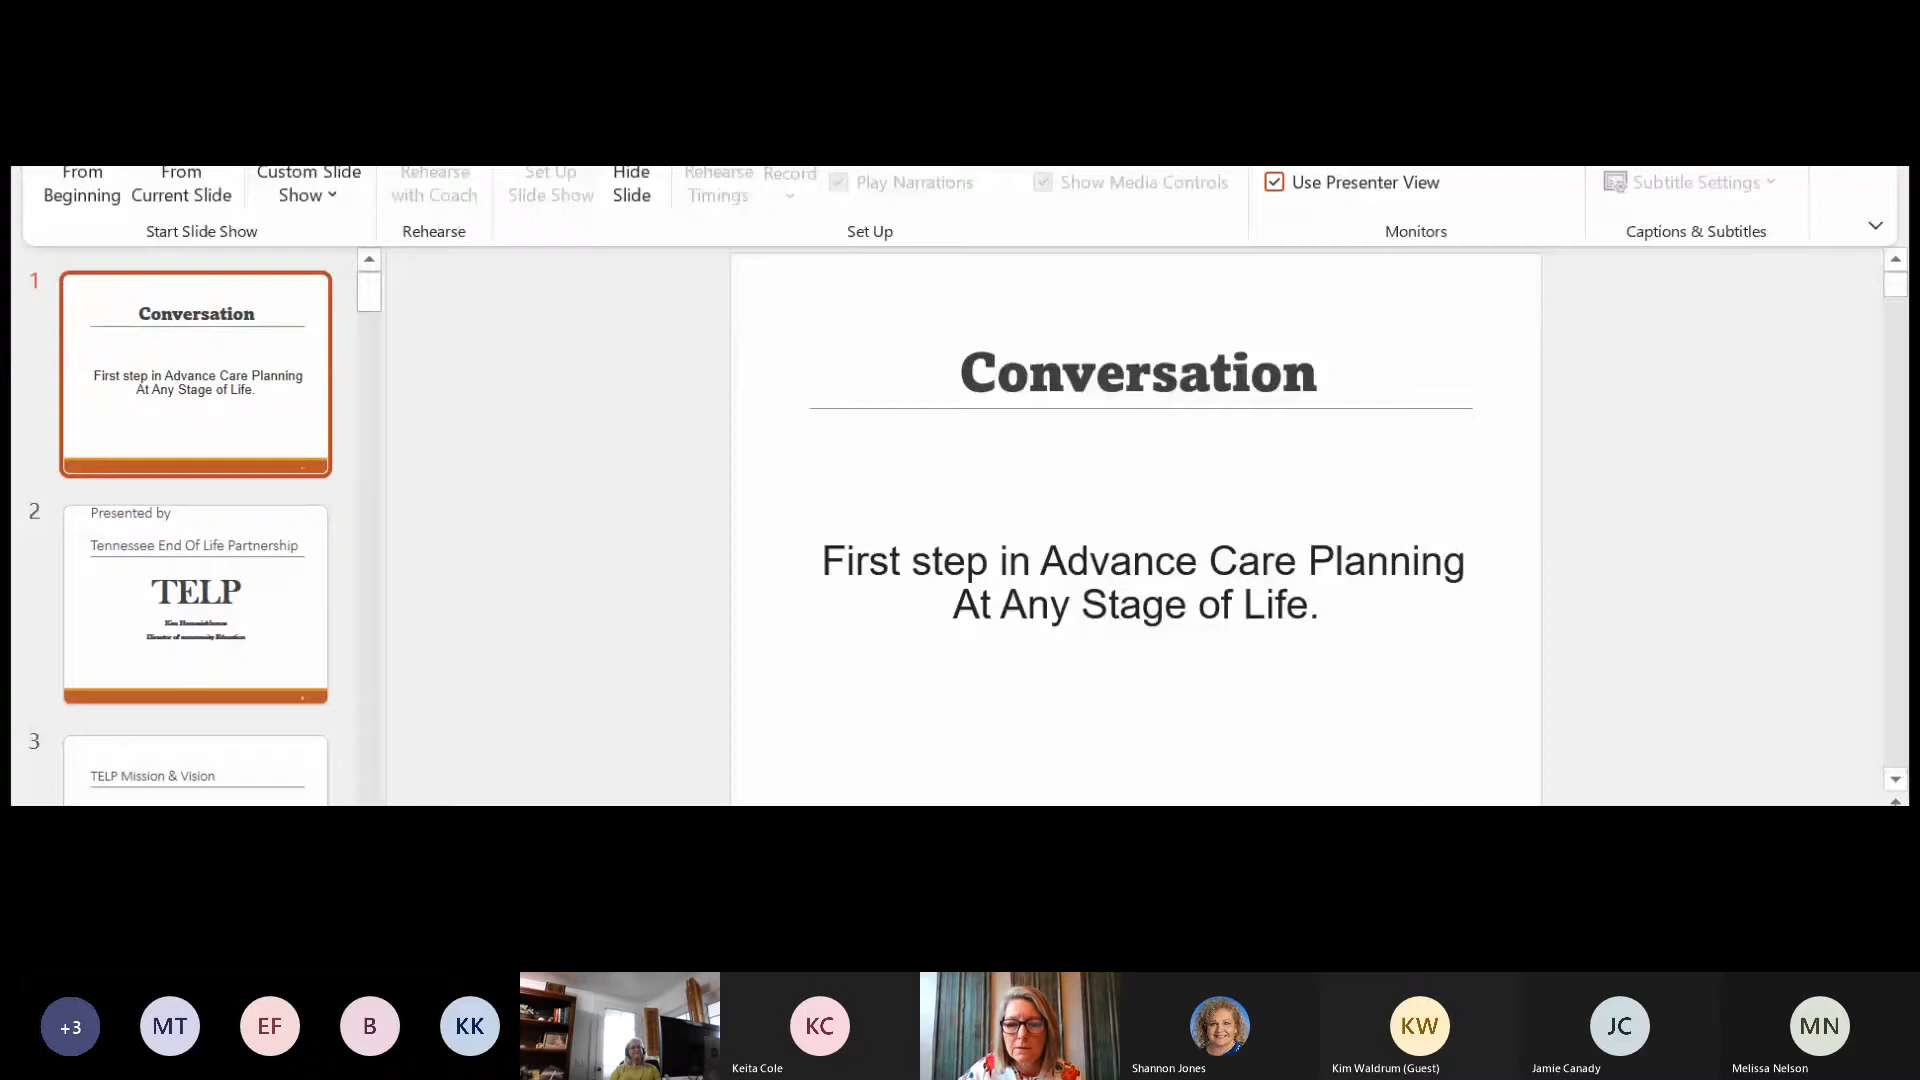 From Beginning
From Current Slide
Custom Slide Show
Rehearse with Coach
Set Up Slide Show
Hide Slide
Rehearse Timings
Record
Play Narrations
Show Media Controls
Use Presenter View
Subtitle Settings
Start Slide Show
Rehearse
Set Up
Monitors
Captions & Subtitles
1
Conversation
First step in Advance Care Planning
At Any Stage of Life.
2
Presented by
Tennessee End Of Life Partnership
TELP
Director of community Education
3
TELP Mission & Vision
Conversation
First step in Advance Care Planning
At Any Stage of Life.
+3
MT
EF
B
KK
KC
Keita Cole
Shannon Jones
KW
Kim Waldrum (Guest)
JC
Jamie Canady
MN
Melissa Nelson